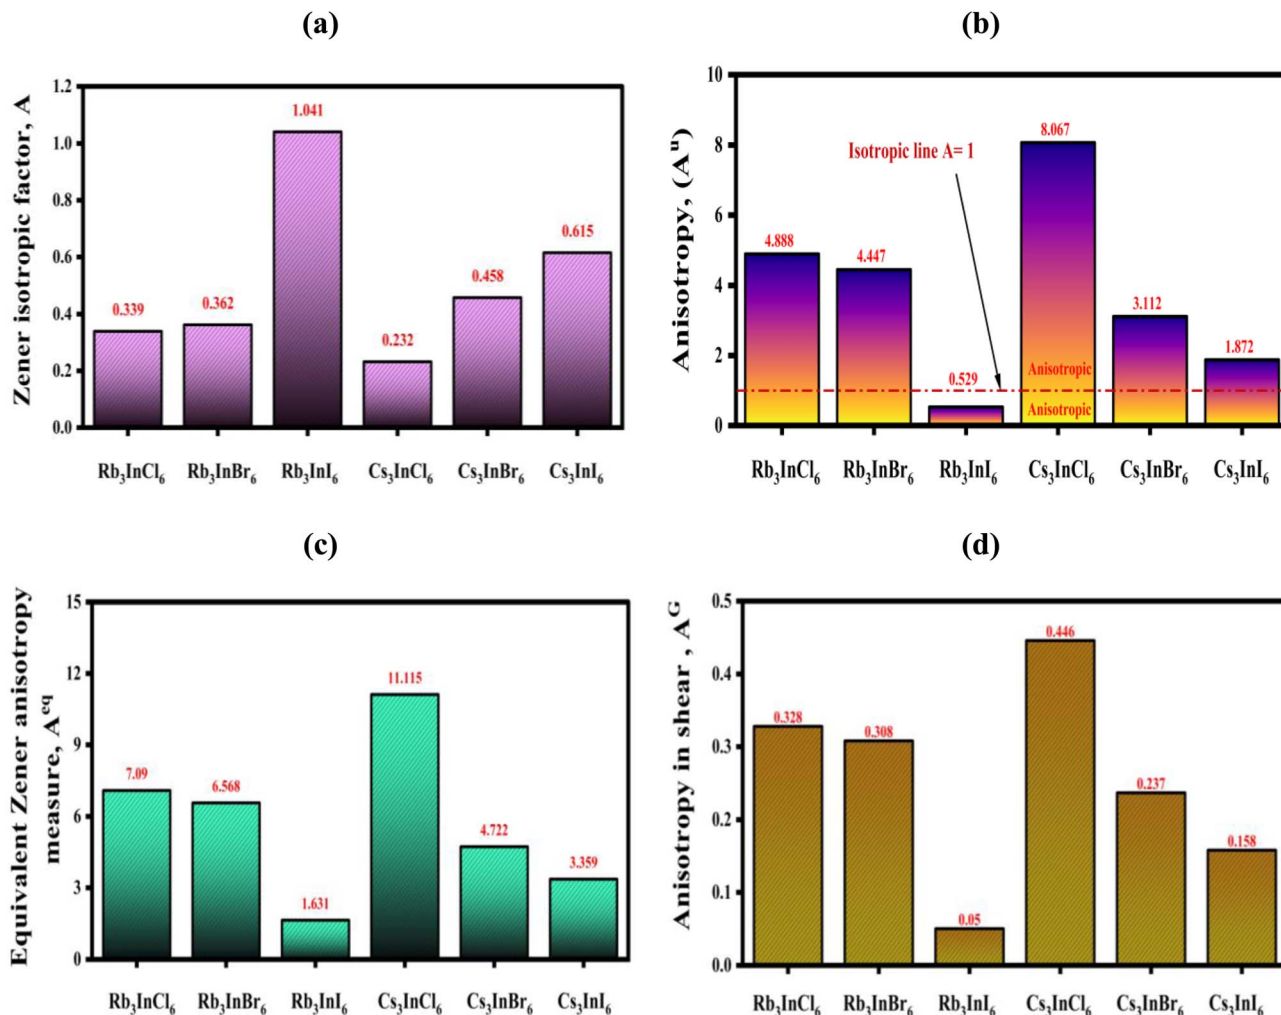 (a)
Zener isotropic factor, A
1.2
1.0
0.8
0.6
0.4
0.2
0.0
0.339
0.362
1.041
0.232
0.458
0.615
Rb₃InCl₆
Rb₃InBr₆
Rb₃InI₆
Cs₃InCl₆
Cs₃InBr₆
Cs₃InI₆
(b)
Anisotropy, (Aᵘ)
10
8
6
4
2
0
Isotropic line A= 1
4.888
4.447
0.529
8.067
3.112
1.872
Anisotropic
Anisotropic
Rb₃InCl₆
Rb₃InBr₆
Rb₃InI₆
Cs₃InCl₆
Cs₃InBr₆
Cs₃InI₆
(c)
Equivalent Zener anisotropy
measure, A^eq
15
12
9
6
3
0
7.09
6.568
1.631
11.115
4.722
3.359
Rb₃InCl₆
Rb₃InBr₆
Rb₃InI₆
Cs₃InCl₆
Cs₃InBr₆
Cs₃InI₆
(d)
Anisotropy in shear , A^G
0.5
0.4
0.3
0.2
0.1
0.0
0.328
0.308
0.05
0.446
0.237
0.158
Rb₃InCl₆
Rb₃InBr₆
Rb₃InI₆
Cs₃InCl₆
Cs₃InBr₆
Cs₃InI₆